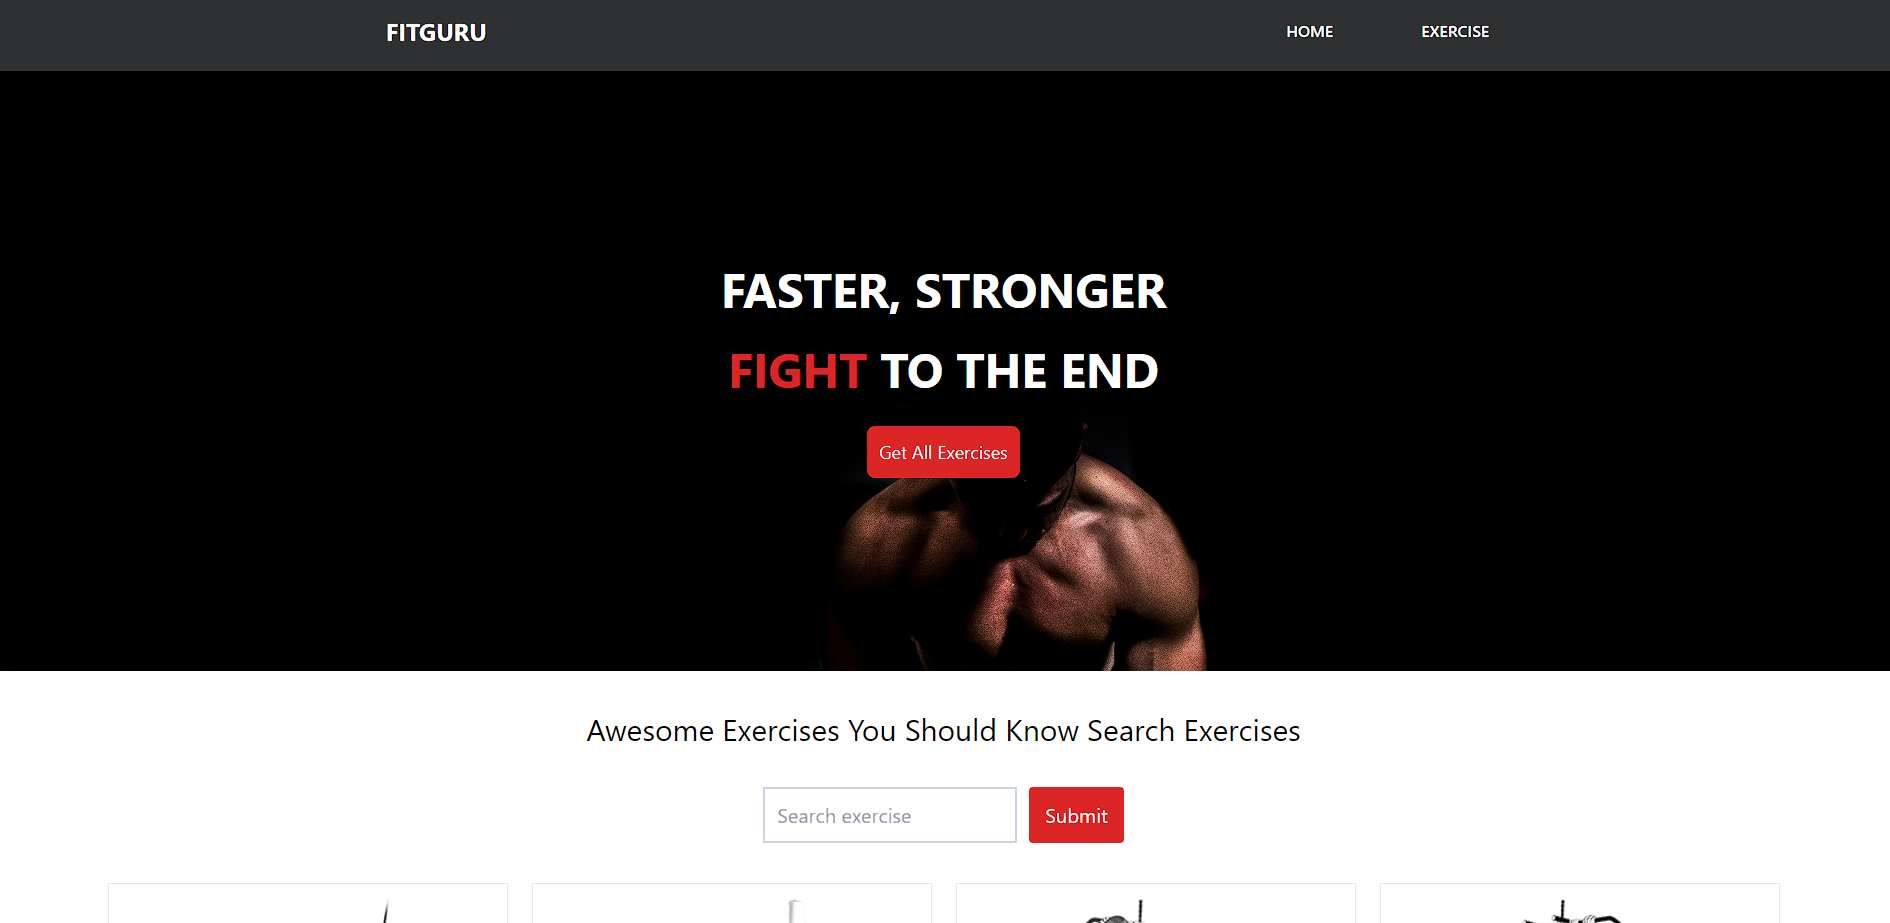 FITGURU
HOME
EXERCISE
FASTER, STRONGER
FIGHT TO THE END
Get All Exercises
Awesome Exercises You Should Know Search Exercises
Search exercise
Submit